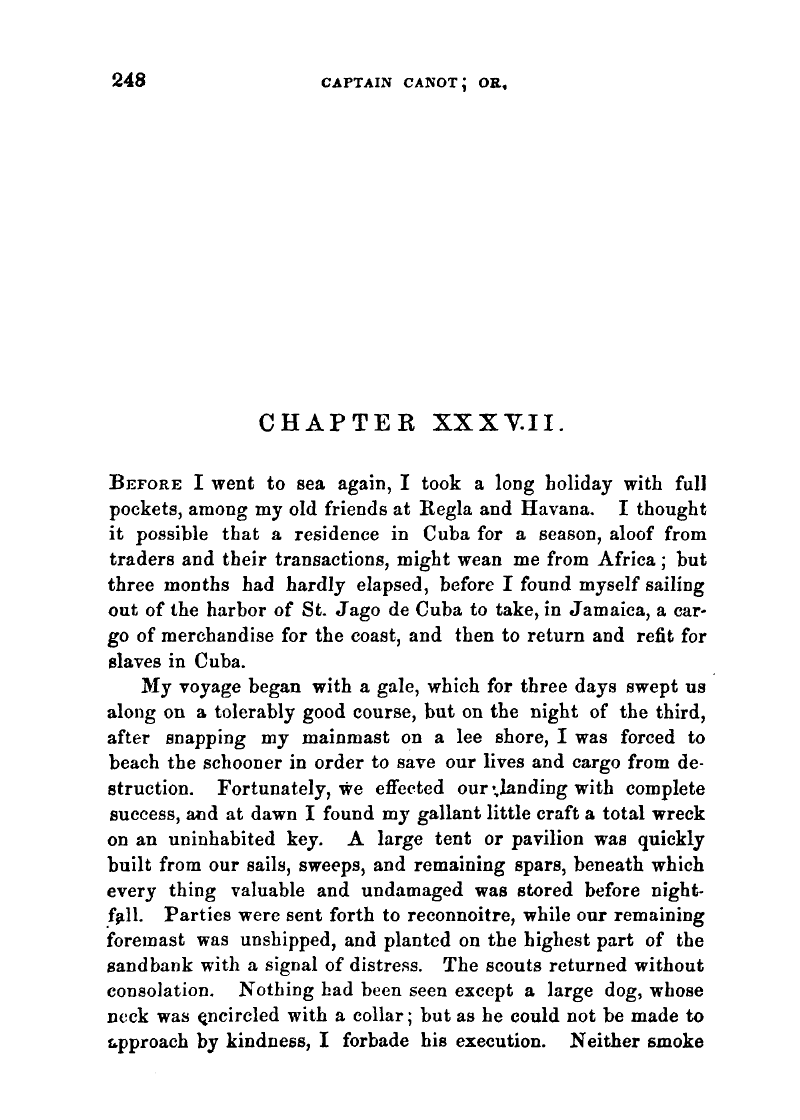 248 CAPTAIN CANOT; OR,
CHAPTER XXXVII.
BEFORE I went to sea again, I took a long holiday with full
pockets, among my old friends at Regla and Havana. I thought
it possible that a residence in Cuba for a season, aloof from
traders and their transactions, might wean me from Africa; but
three months had hardly elapsed, before I found myself sailing
out of the harbor of St. Jago de Cuba to take, in Jamaica, a car-
go of merchandise for the coast, and then to return and refit for
slaves in Cuba.
My voyage began with a gale, which for three days swept us
along on a tolerably good course, but on the night of the third,
after snapping my mainmast on a lee shore, I was forced to
beach the schooner in order to save our lives and cargo from de-
struction. Fortunately, we effected our landing with complete
success, and at dawn I found my gallant little craft a total wreck
on an uninhabited key. A large tent or pavilion was quickly
built from our sails, sweeps, and remaining spars, beneath which
every thing valuable and undamaged was stored before night-
fall. Parties were sent forth to reconnoitre, while our remaining
foremast was unshipped, and planted on the highest part of the
sandbank with a signal of distress. The scouts returned without
consolation. Nothing had been seen except a large dog, whose
neck was encircled with a collar; but as he could not be made to
approach by kindness, I forbade his execution. Neither smoke